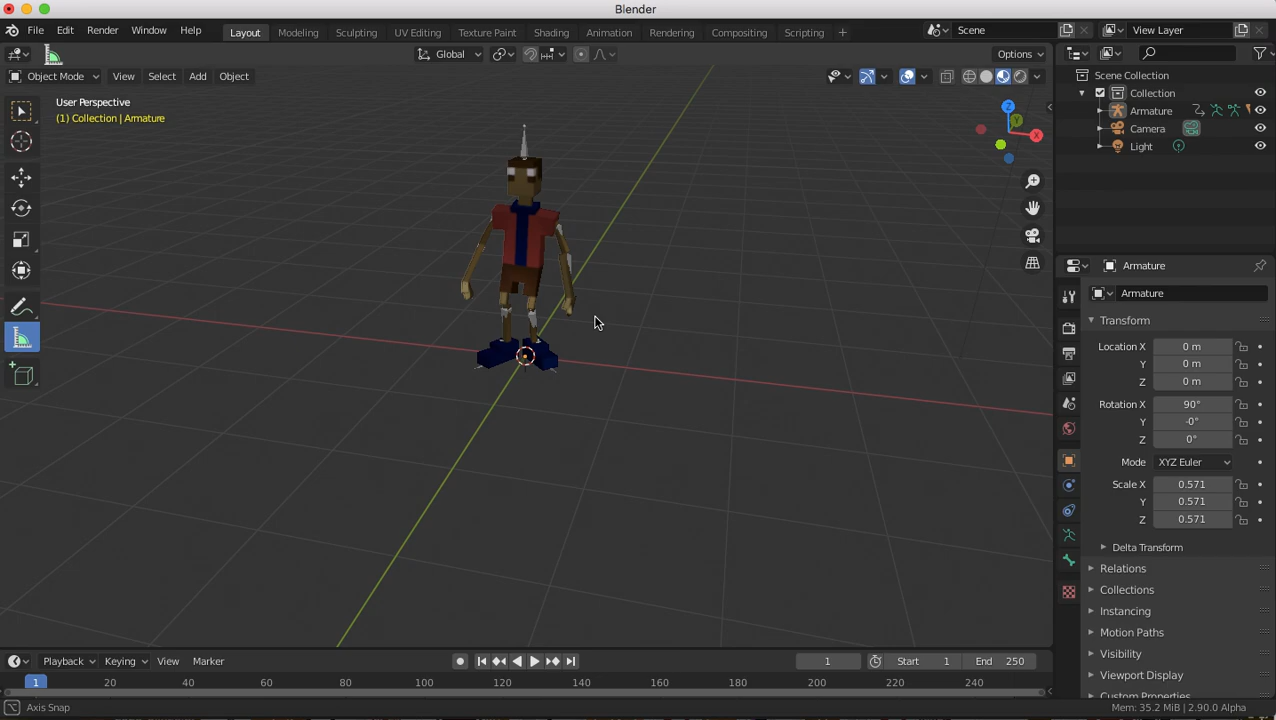 Blender
File Edit Render Window Help Layout Modeling Sculpting UV Editing Texture Paint Shading Animation Rendering Compositing Scripting + Scene View Layer
Global Options
Object Mode View Select Add Object
User Perspective
(1) Collection | Armature
Z
Y
X
Scene Collection
Collection
Armature
Camera
Light
Armature
Armature
Transform
Location X 0 m
Y 0 m
Z 0 m
Rotation X 90°
Y -0°
Z 0°
Mode XYZ Euler
Scale X 0.571
Y 0.571
Z 0.571
Delta Transform
Relations
Collections
Instancing
Motion Paths
Visibility
Viewport Display
Custom Properties
Playback Keying View Marker 1 Start 1 End 250
1 20 40 60 80 100 120 140 160 180 200 220 240
Axis Snap Mem: 35.2 MiB | 2.90.0 Alpha